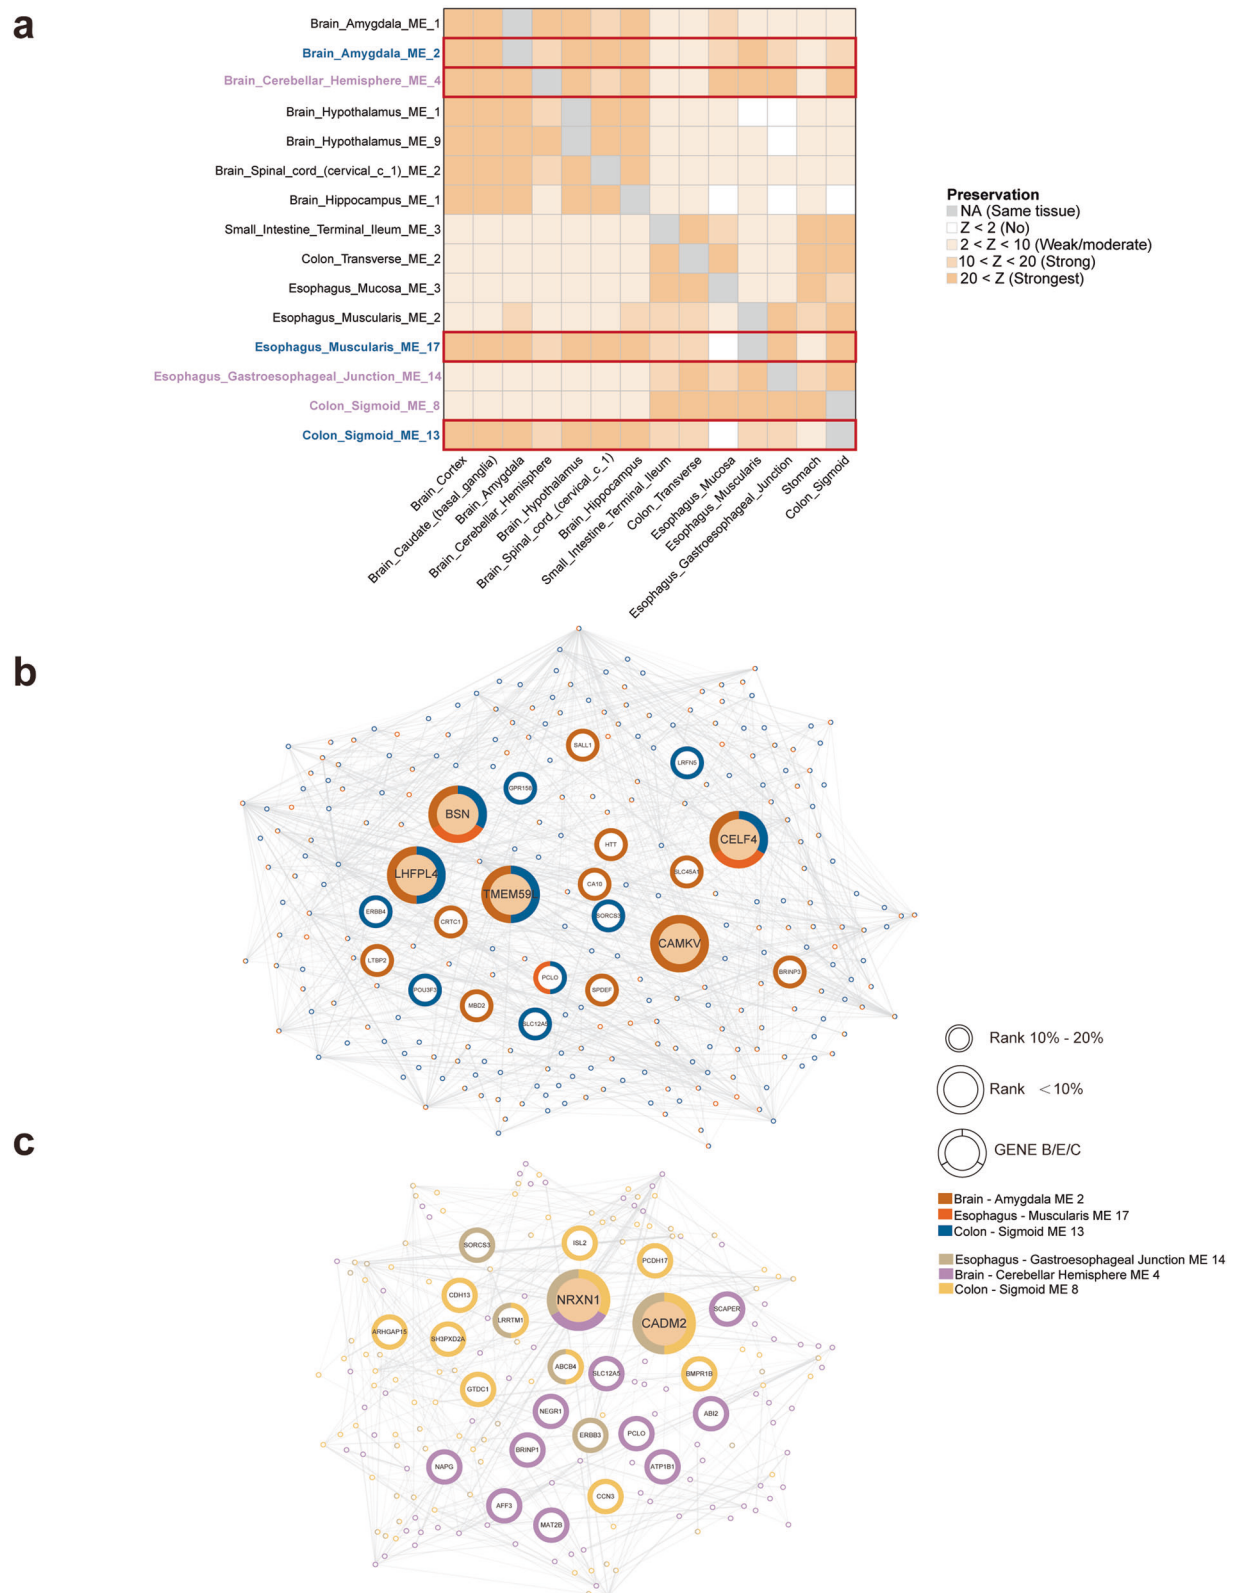 a
Brain_Amygdala_ME_1
Brain_Amygdala_ME_2
Brain_Cerebellar_Hemisphere_ME_4
Brain_Hypothalamus_ME_1
Brain_Hypothalamus_ME_9
Brain_Spinal_cord_(cervical_c_1)_ME_2
Brain_Hippocampus_ME_1
Small_Intestine_Terminal_Ileum_ME_3
Colon_Transverse_ME_2
Esophagus_Mucosa_ME_3
Esophagus_Muscularis_ME_2
Esophagus_Muscularis_ME_17
Esophagus_Gastroesophageal_Junction_ME_14
Colon_Sigmoid_ME_8
Colon_Sigmoid_ME_13
Brain_Cortex
Brain_Caudate_(basal_ganglia)
Brain_Amygdala
Brain_Cerebellar_Hemisphere
Brain_Hypothalamus
Brain_Spinal_cord_(cervical_c_1)
Brain_Hippocampus
Small_Intestine_Terminal_Ileum
Colon_Transverse
Esophagus_Mucosa
Esophagus_Muscularis
Esophagus_Gastroesophageal_Junction
Stomach
Colon_Sigmoid
Preservation
NA (Same tissue)
Z < 2 (No)
2 < Z < 10 (Weak/moderate)
10 < Z < 20 (Strong)
20 < Z (Strongest)
b
SALL1
LRFN5
GPR158
BSN
CELF4
HTT
LHFPL4
SLC45A1
CA10
TMEM59L
ERBB4
SORCS3
CRTC1
CAMKV
LTBP2
BRINP3
PCLO
POU3F3
SPDEF
MBD2
SLC12A5
Rank 10% - 20%
Rank <10%
GENE B/E/C
Brain - Amygdala ME 2
Esophagus - Muscularis ME 17
Colon - Sigmoid ME 13
Esophagus - Gastroesophageal Junction ME 14
Brain - Cerebellar Hemisphere ME 4
Colon - Sigmoid ME 8
c
SORCS3
ISL2
PCDH17
CDH13
NRXN1
SCAPER
LRRTM1
CADM2
ARHGAP15
SH3PXD2A
ABCB4
SLC12A5
BMPR1B
GTDC1
NEGR1
ABI2
ERBB3
PCLO
BRINP1
NAPG
ATP1B1
CCN3
AFF3
MAT2B